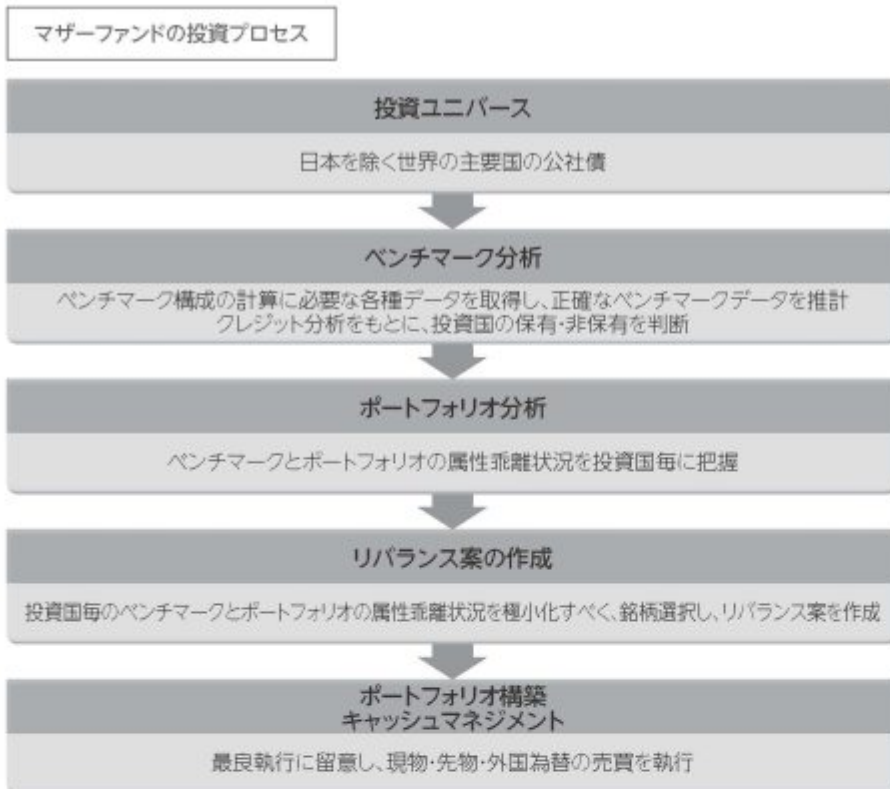 マザーファンドの投資プロセス
投資ユニバース
日本を除く世界の主要国の公社債
ベンチマーク分析
ベンチマーク構成の計算に必要な各種データを取得し、正確なベンチマークデータを推計
クレジット分析をもとに、投資国の保有・非保有を判断
ポートフォリオ分析
ベンチマークとポートフォリオの属性乖離状況を投資国毎に把握
リバランス案の作成
投資国毎のベンチマークとポートフォリオの属性乖離状況を極小化すべく、銘柄選択し、リバランス案を作成
ポートフォリオ構築
キャッシュマネジメント
最良執行に留意し、現物・先物・外国為替の売買を執行